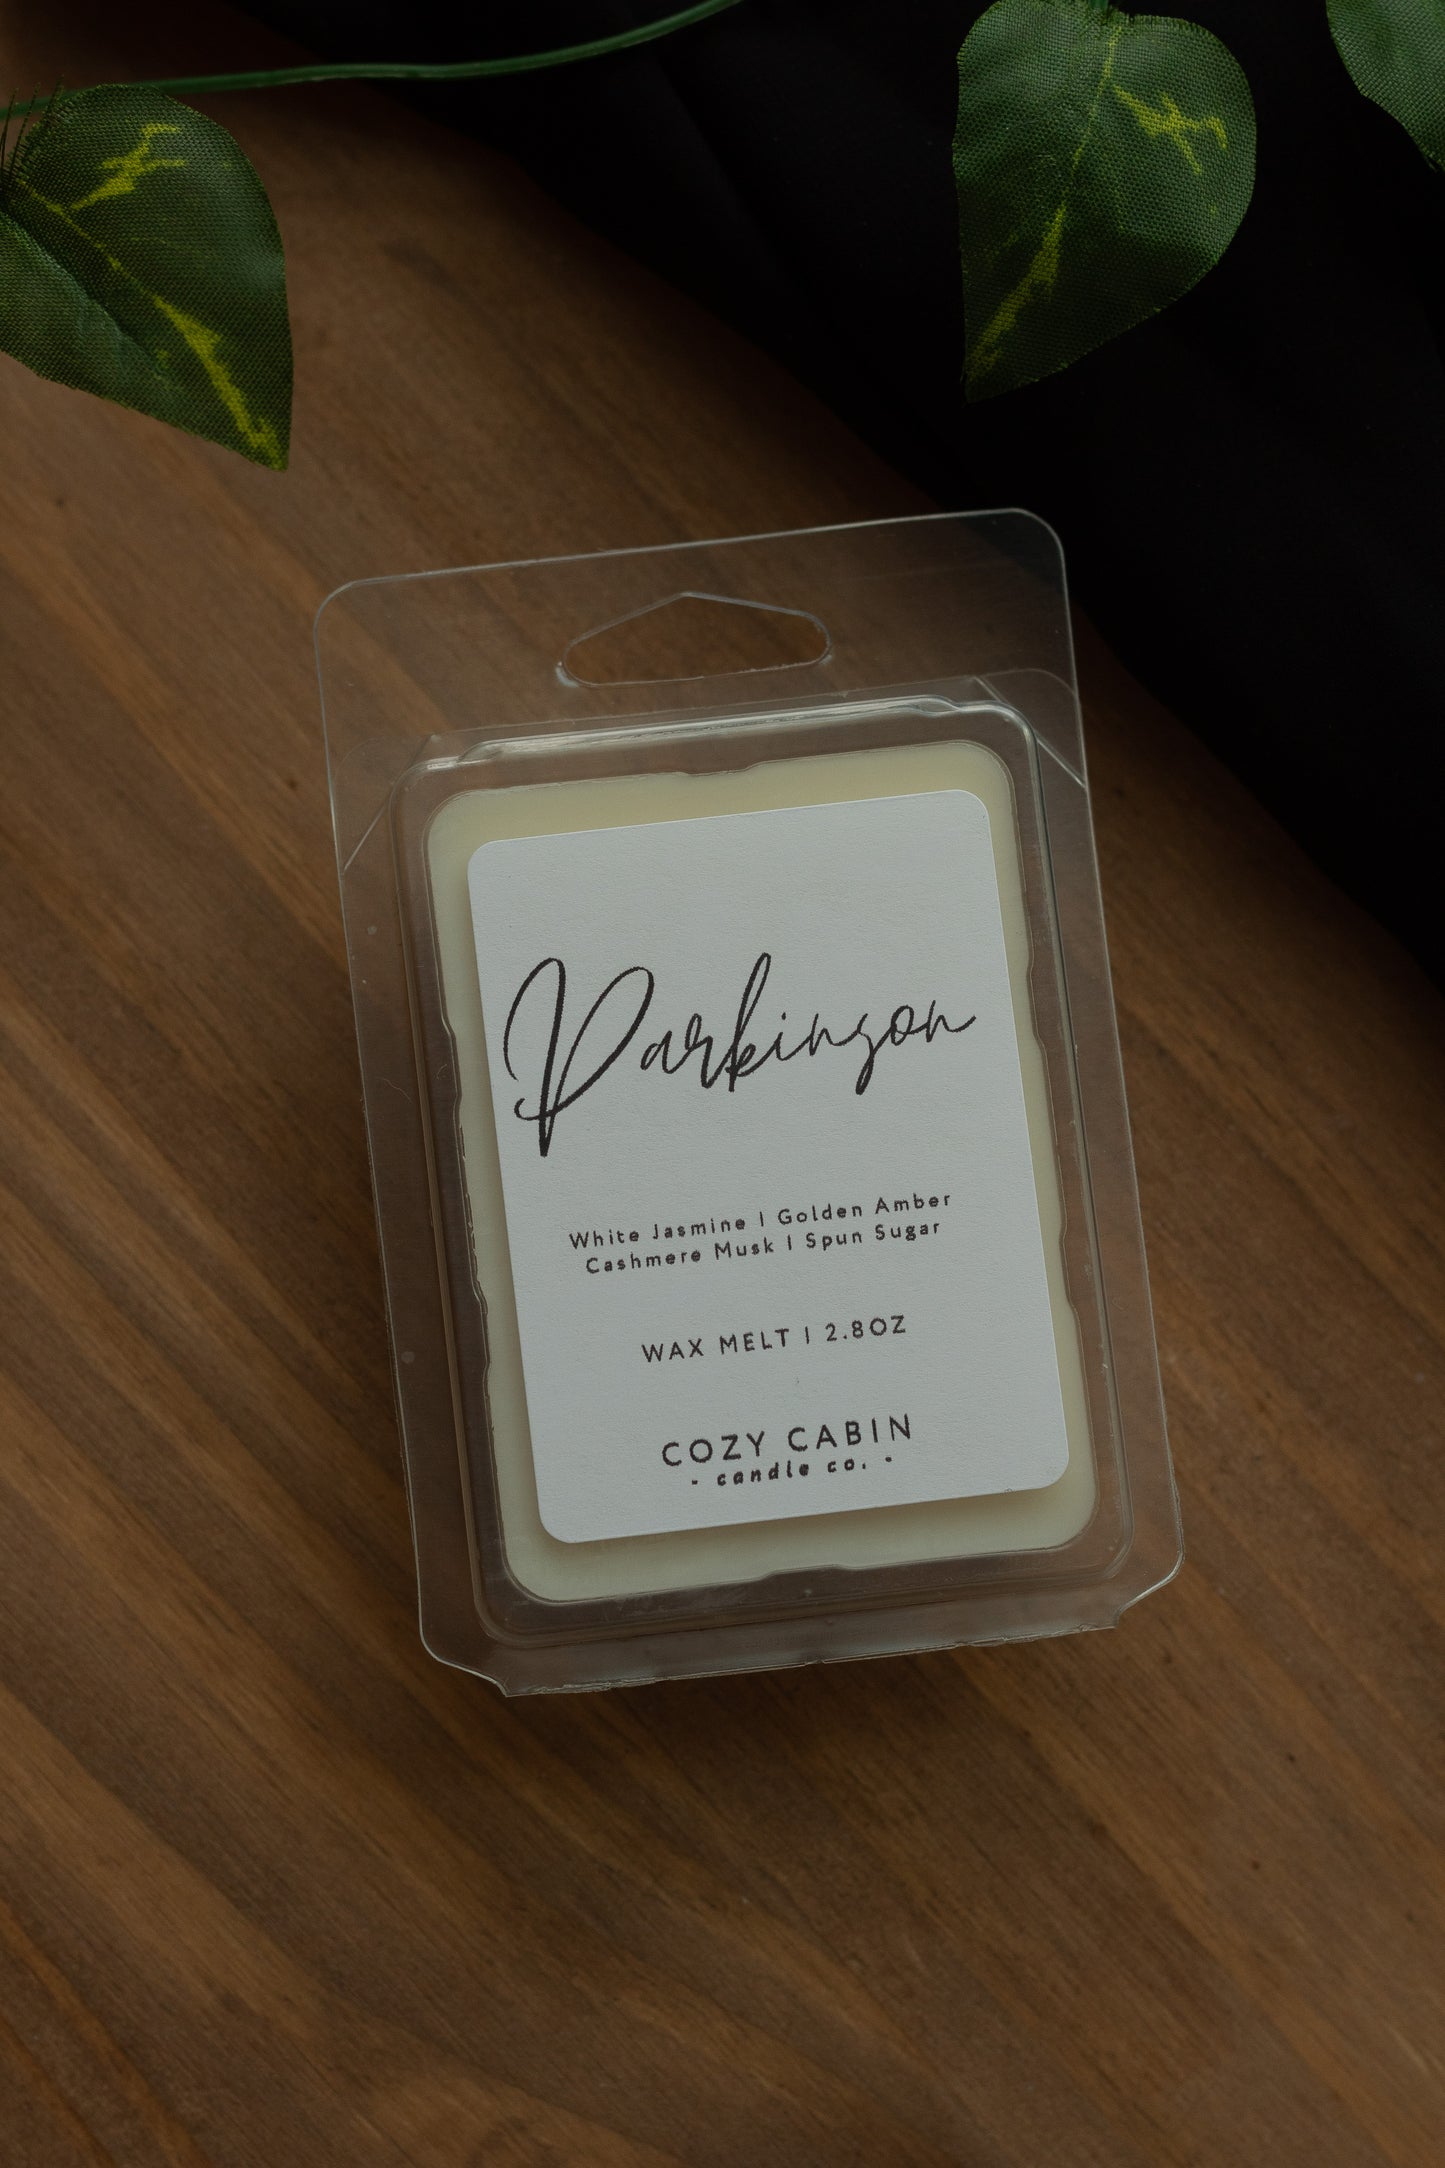 Parkinson
White Jasmine | Golden Amber
Cashmere Musk | Spun Sugar
WAX MELT | 2.8OZ
COZY CABIN
- candle co. -